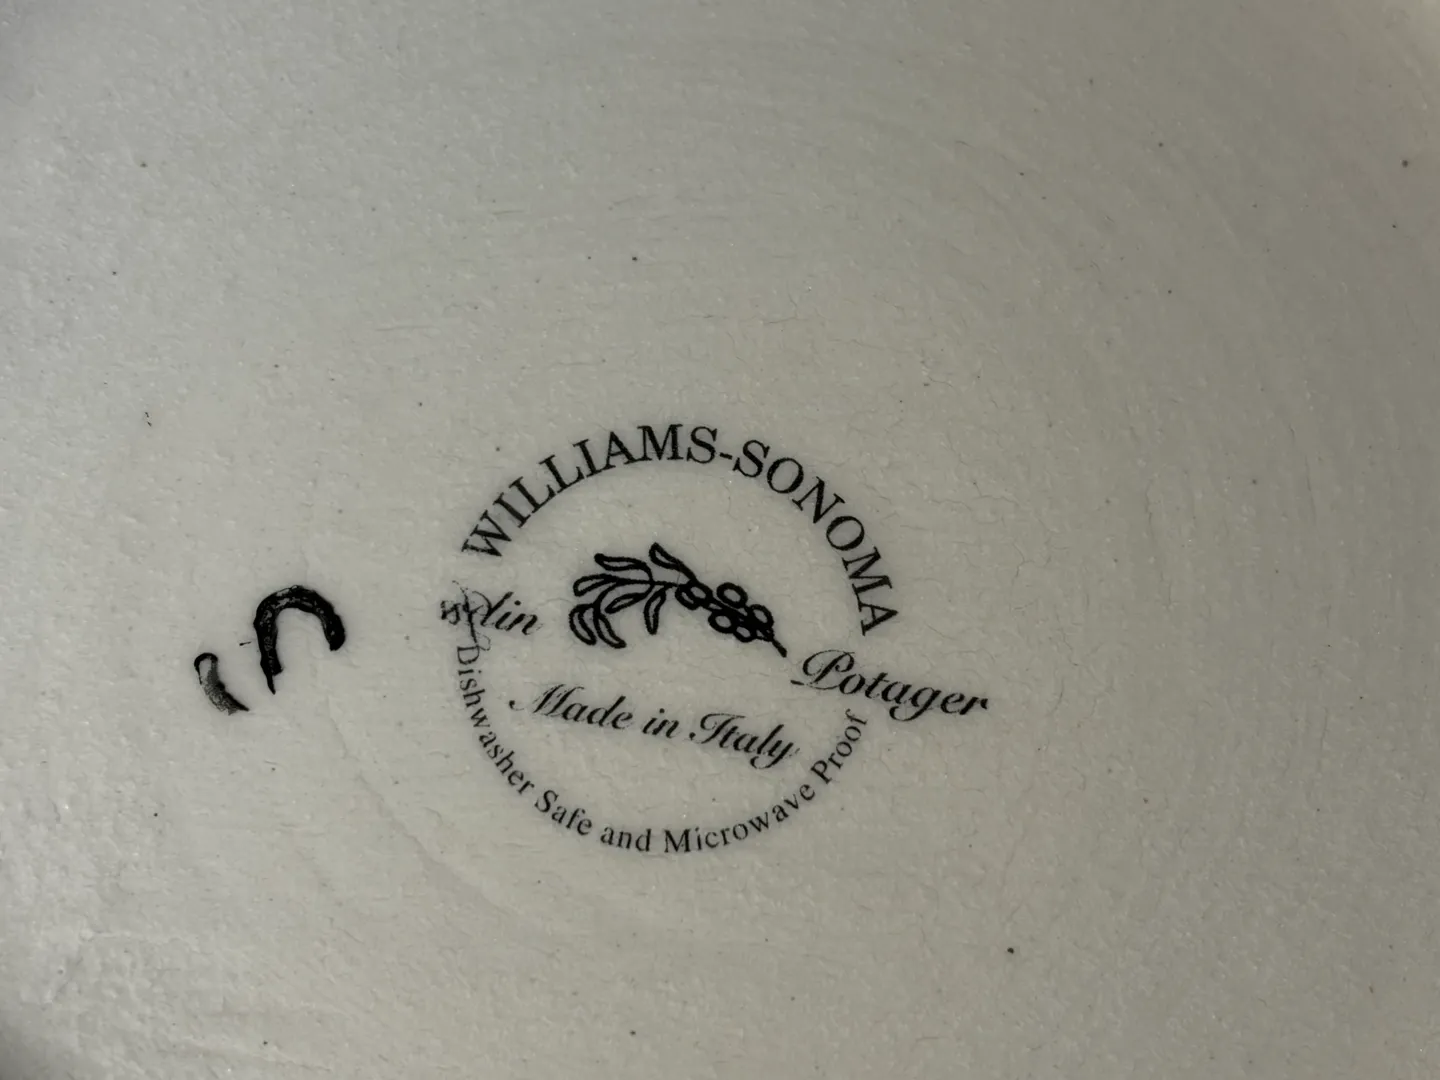 WILLIAMS-SONOMA
Potager
Made in Italy
Dishwasher Safe and Microwave Proof